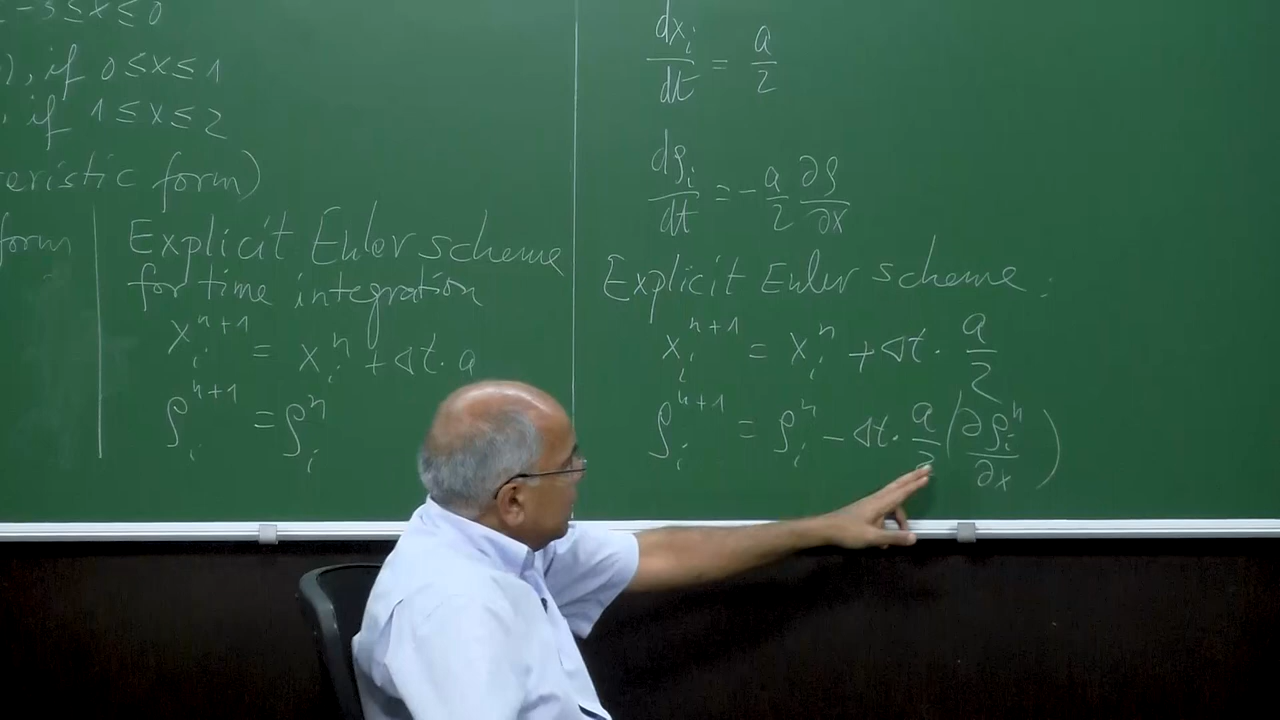 -3 ≤ x ≤ 0
), if 0 ≤ x ≤ 1
, if 1 ≤ x ≤ 2
eristic form)
form
Explicit Euler scheme
for time integration
x_i^{n+1} = x_i^n + Δt · a
ρ_i^{n+1} = ρ_i^n
dx_i/dt = a/2
dρ_i/dt = - a/2 ∂ρ/∂x
Explicit Euler scheme :
x_i^{n+1} = x_i^n + Δt · a/2
ρ_i^{n+1} = ρ_i^n - Δt · a/2 (∂ρ_i^n/∂x)